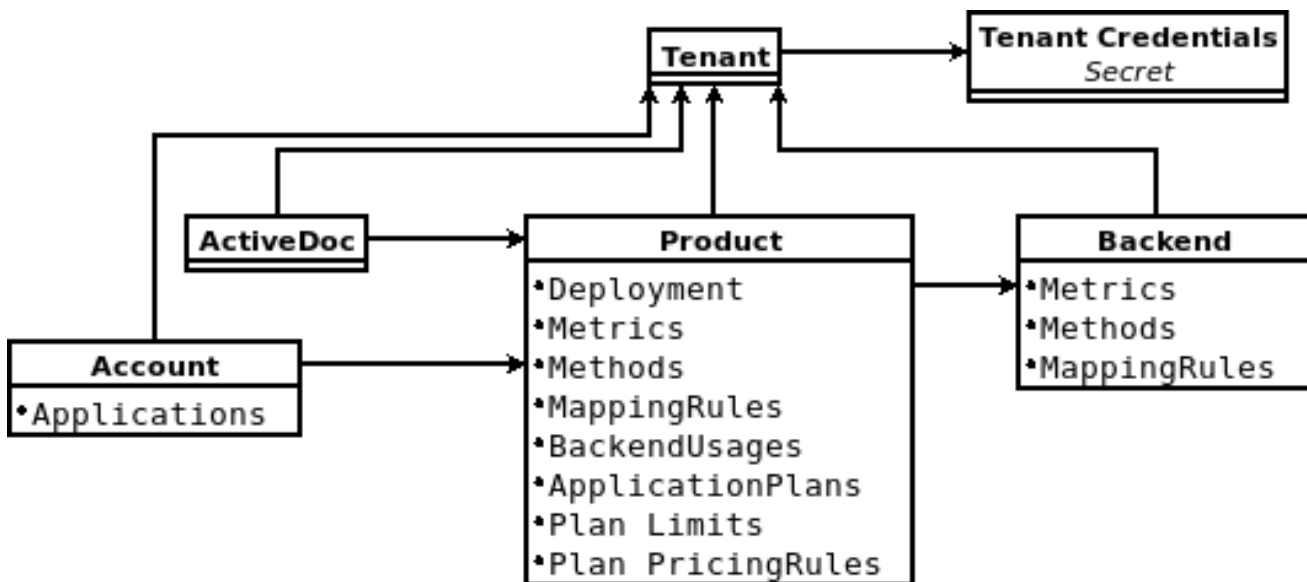 Tenant
Tenant Credentials
Secret
ActiveDoc
Product
•Deployment
•Metrics
•Methods
•MappingRules
•BackendUsages
•ApplicationPlans
•Plan Limits
•Plan PricingRules
Backend
•Metrics
•Methods
•MappingRules
Account
•Applications